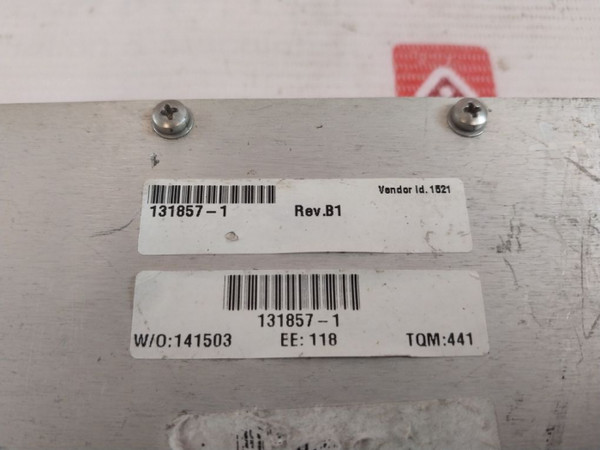 Vendor Id. 1521
131857-1 Rev.B1
131857-1
W/O:141503 EE: 118 TQM:441